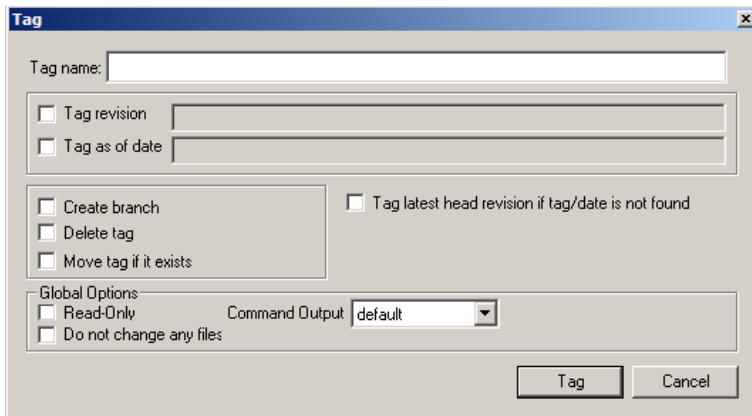 Tag
Tag name:
Tag revision
Tag as of date
Create branch
Tag latest head revision if tag/date is not found
Delete tag
Move tag if it exists
Global Options
Read-Only Command Output default
Do not change any files
Tag Cancel